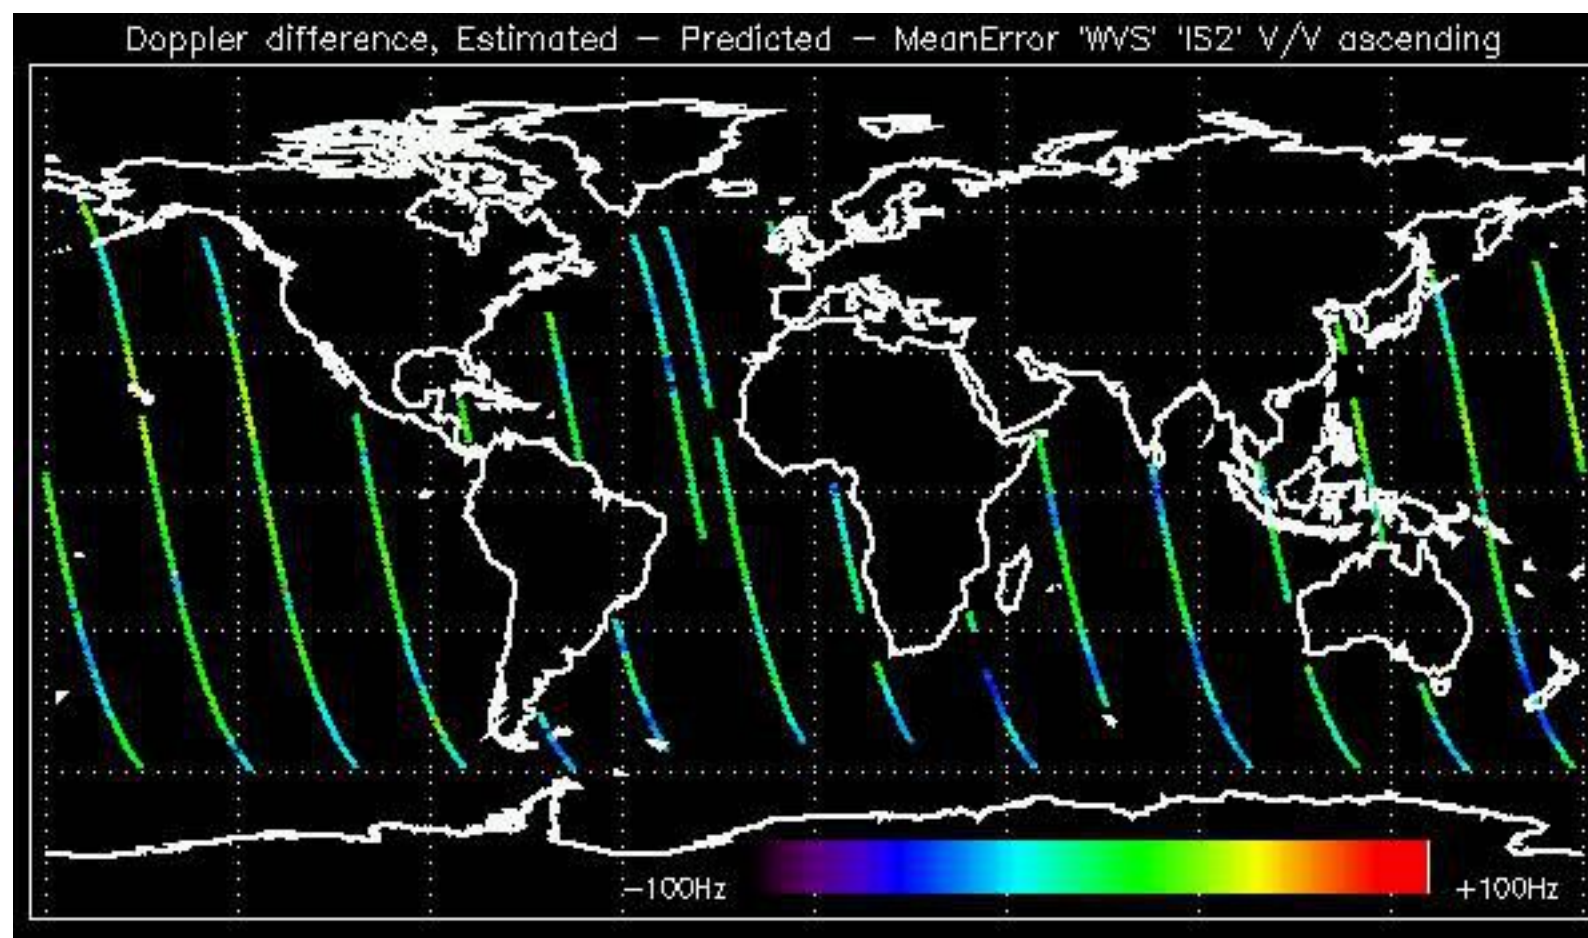 Doppler difference, Estimated − Predicted − MeanError 'WVS' 'IS2' V/V ascending
−100Hz +100Hz